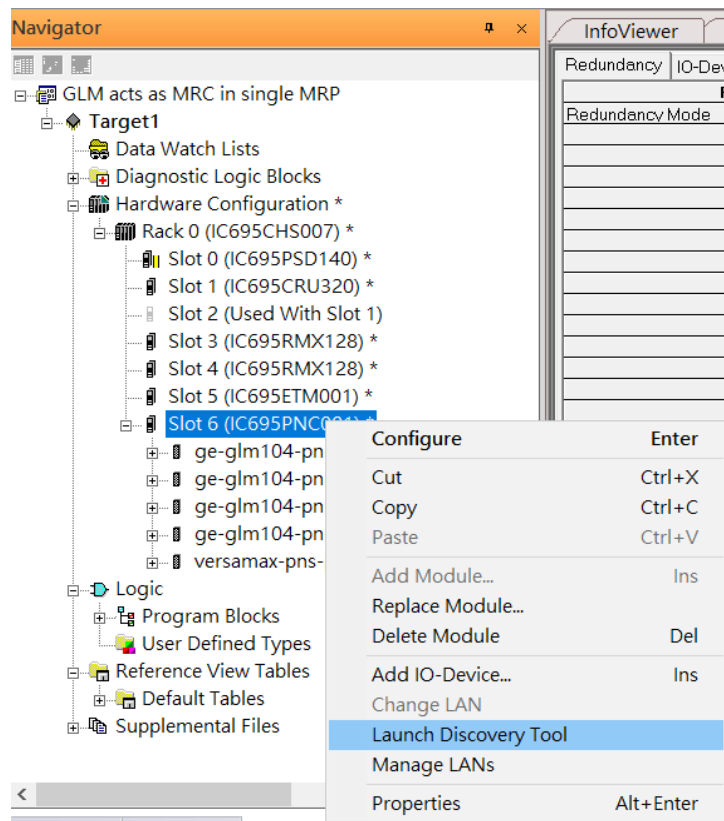 Navigator
InfoViewer
Redundancy IO-Dev
GLM acts as MRC in single MRP
Redundancy Mode
Target1
Data Watch Lists
Diagnostic Logic Blocks
Hardware Configuration *
Rack 0 (IC695CHS007) *
Slot 0 (IC695PSD140) *
Slot 1 (IC695CRU320) *
Slot 2 (Used With Slot 1)
Slot 3 (IC695RMX128) *
Slot 4 (IC695RMX128) *
Slot 5 (IC695ETM001) *
Slot 6 (IC695PNC001) *
ge-glm104-pn
ge-glm104-pn
ge-glm104-pn
ge-glm104-pn
versamax-pns-
Logic
Program Blocks
User Defined Types
Reference View Tables
Default Tables
Supplemental Files
Configure Enter
Cut Ctrl+X
Copy Ctrl+C
Paste Ctrl+V
Add Module... Ins
Replace Module...
Delete Module Del
Add IO-Device... Ins
Change LAN
Launch Discovery Tool
Manage LANs
Properties Alt+Enter